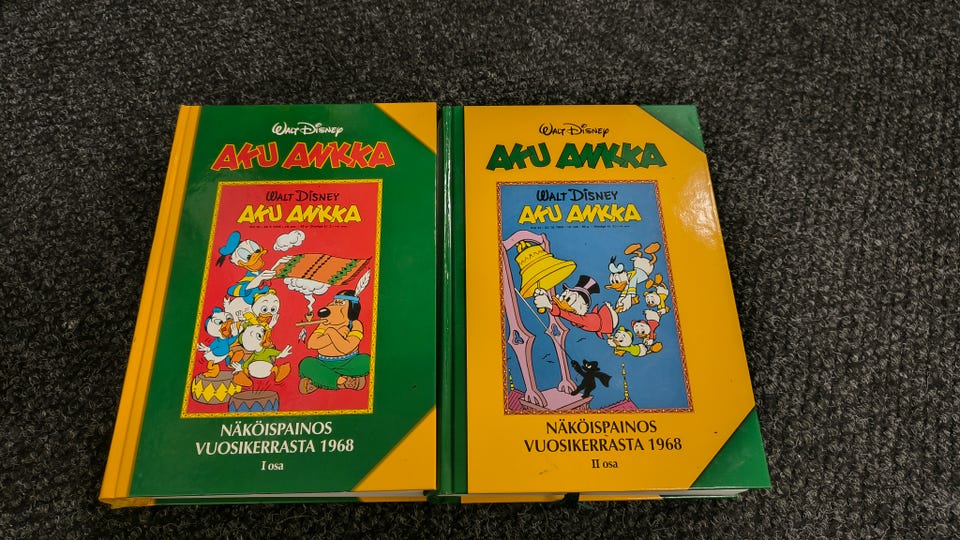 Walt Disney
AKU ANKKA
Walt Disney
AKU ANKKA
NÄKÖISPAINOS
VUOSIKERRASTA 1968
I osa
Walt Disney
AKU ANKKA
Walt Disney
AKU ANKKA
NÄKÖISPAINOS
VUOSIKERRASTA 1968
II osa